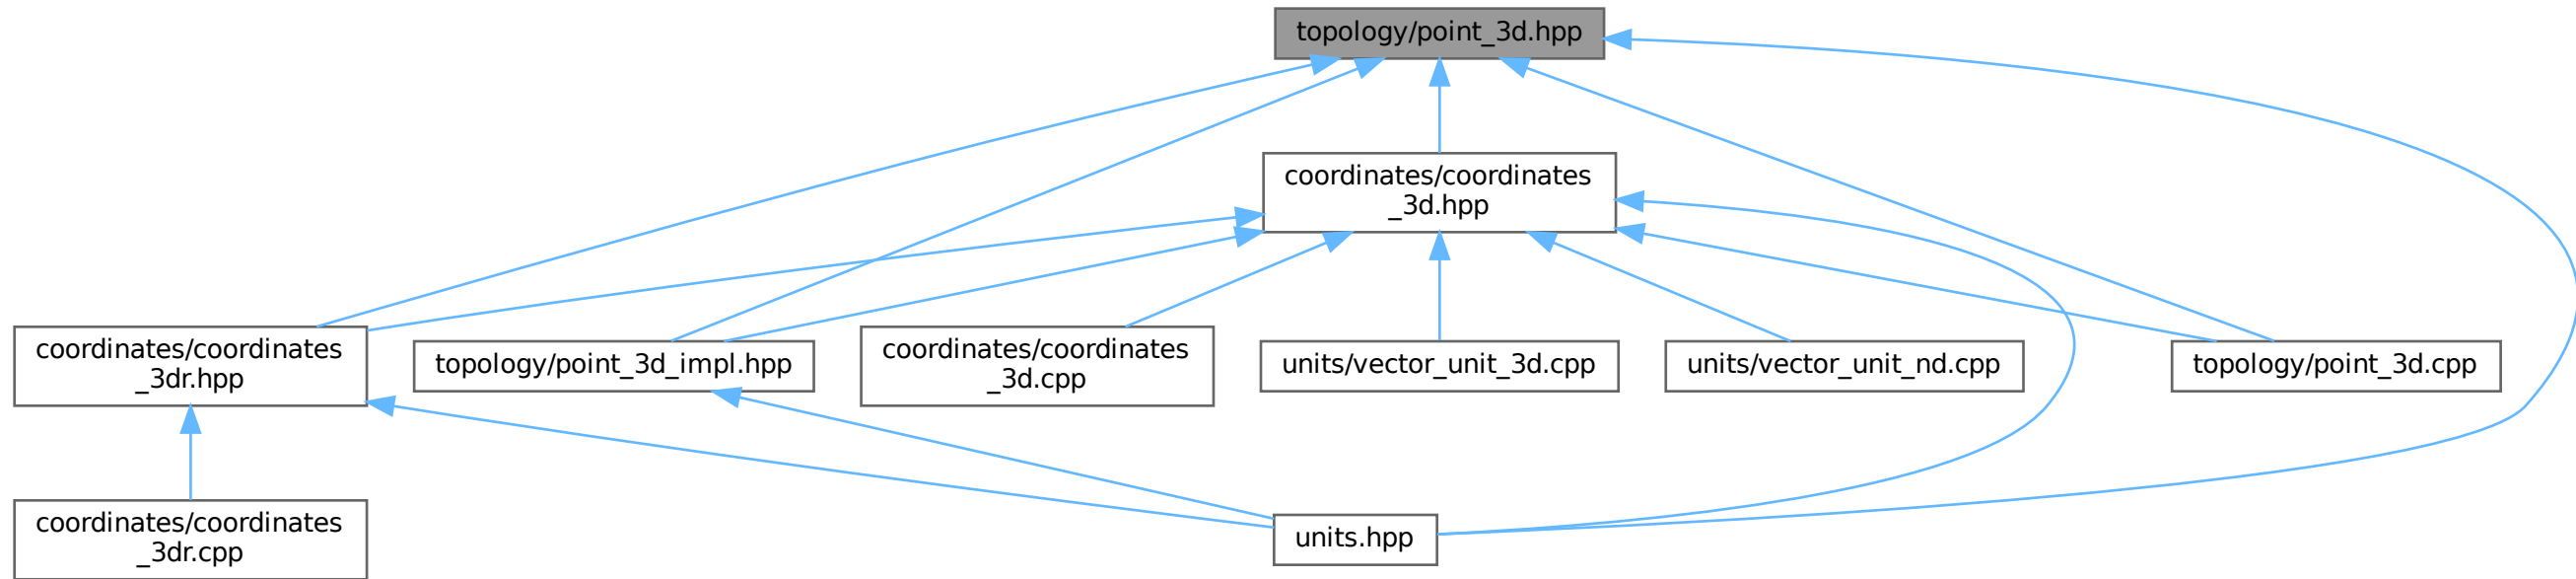 topology/point_3d.hpp
coordinates/coordinates
_3d.hpp
coordinates/coordinates
_3dr.hpp
topology/point_3d_impl.hpp
coordinates/coordinates
_3d.cpp
units/vector_unit_3d.cpp
units/vector_unit_nd.cpp
topology/point_3d.cpp
coordinates/coordinates
_3dr.cpp
units.hpp